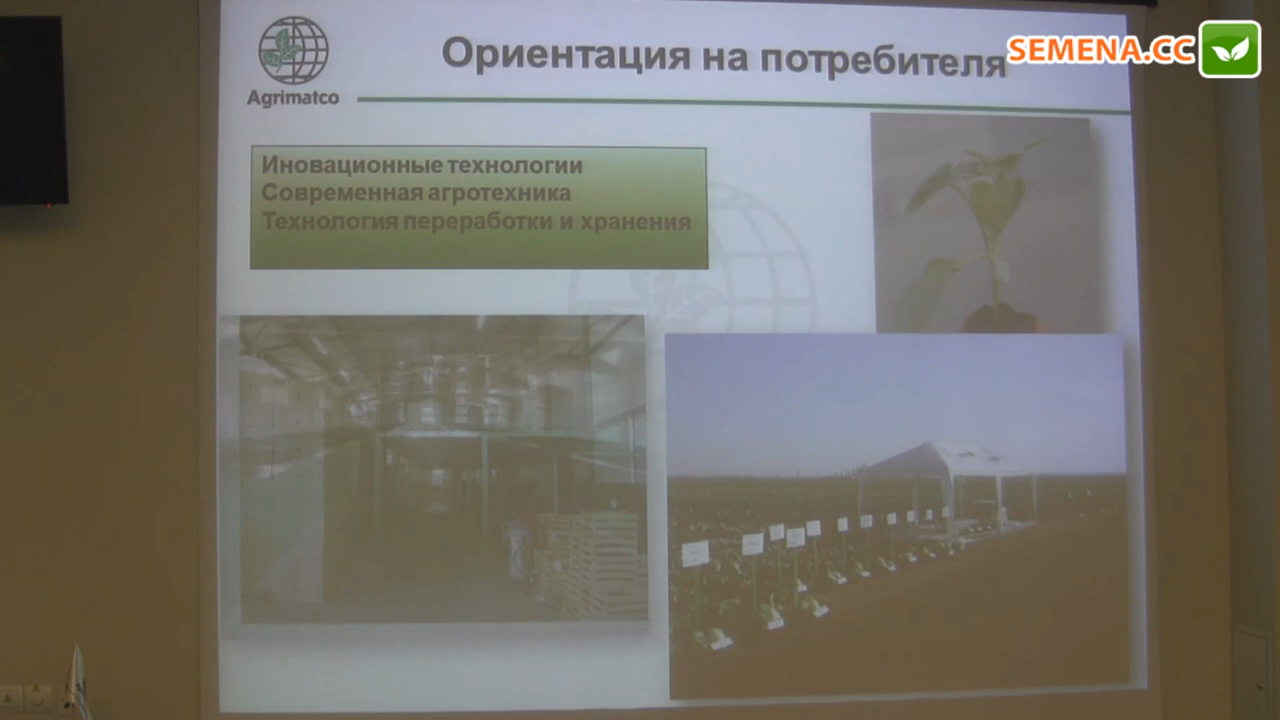 Ориентация на потребителя
SEMENA.CC
Agrimatco
Иновационные технологии
Современная агротехника
Технология переработки и хранения